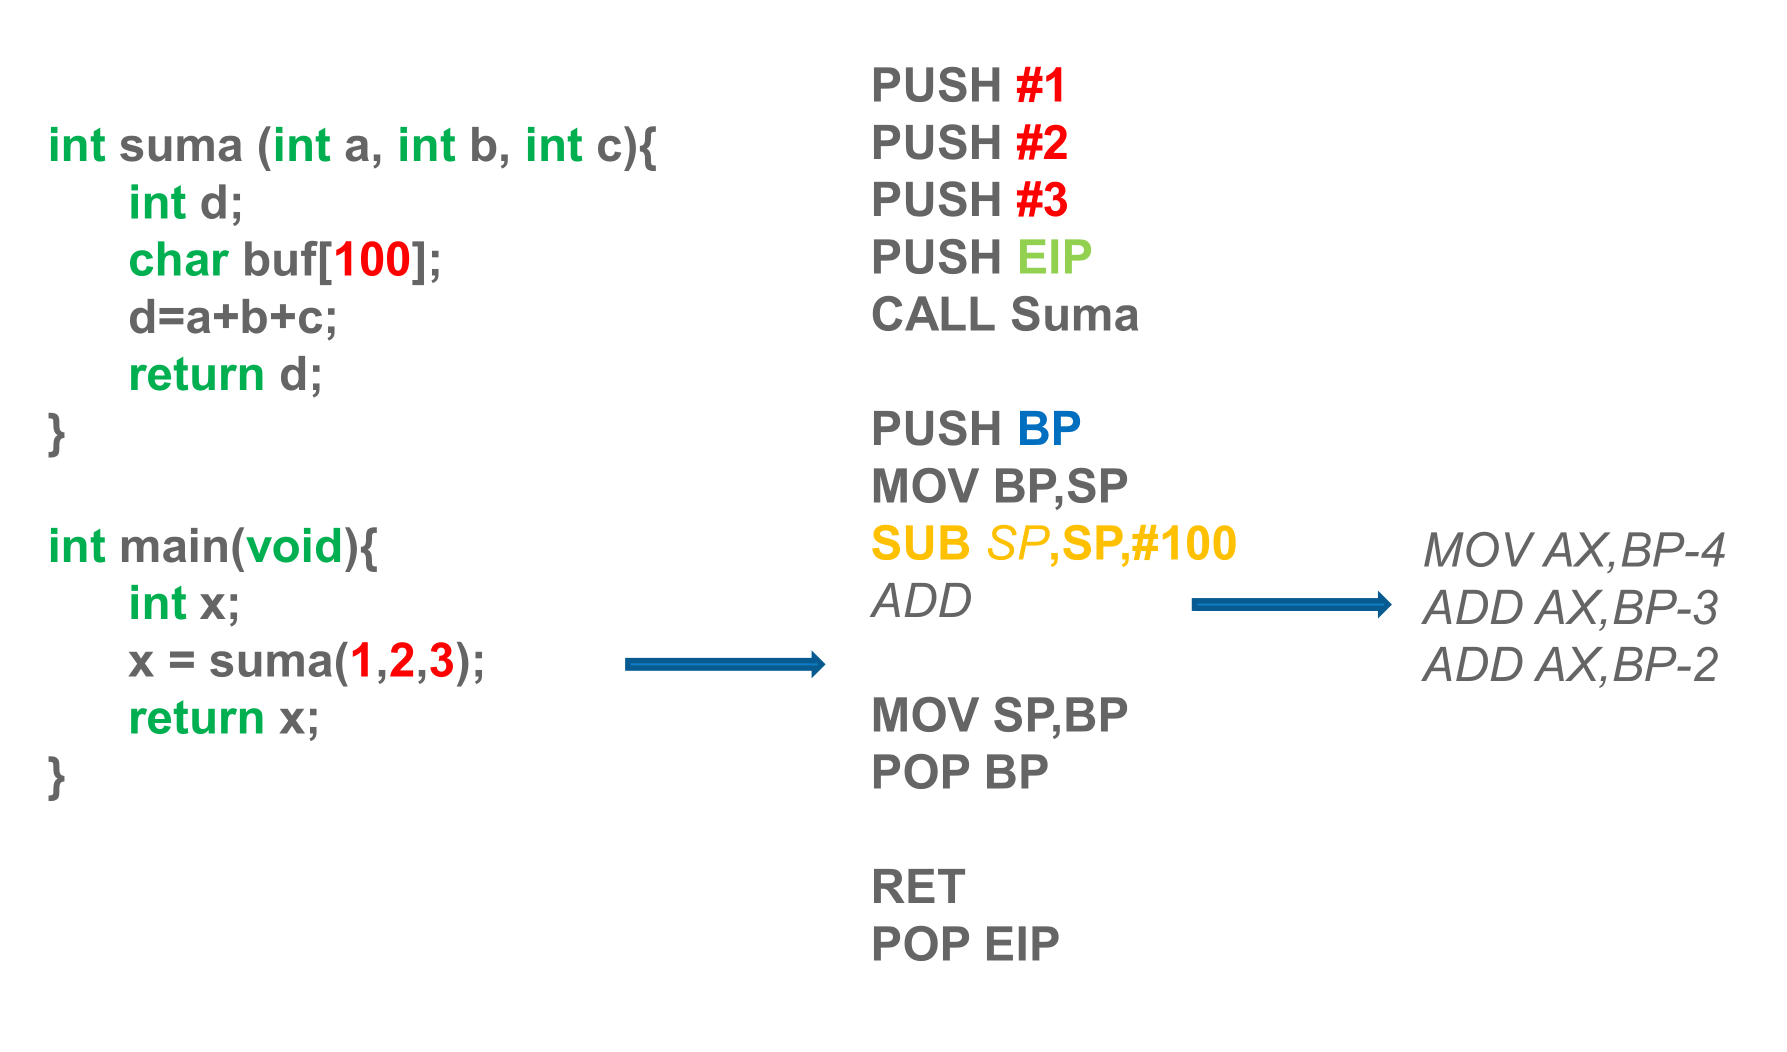 int suma (int a, int b, int c){
int d;
char buf[100];
d=a+b+c;
return d;
}
int main(void){
int x;
x = suma(1,2,3);
return x;
}
PUSH #1
PUSH #2
PUSH #3
PUSH EIP
CALL Suma
PUSH BP
MOV BP,SP
SUB SP,SP,#100
ADD
MOV SP,BP
POP BP
RET
POP EIP
MOV AX,BP-4
ADD AX,BP-3
ADD AX,BP-2